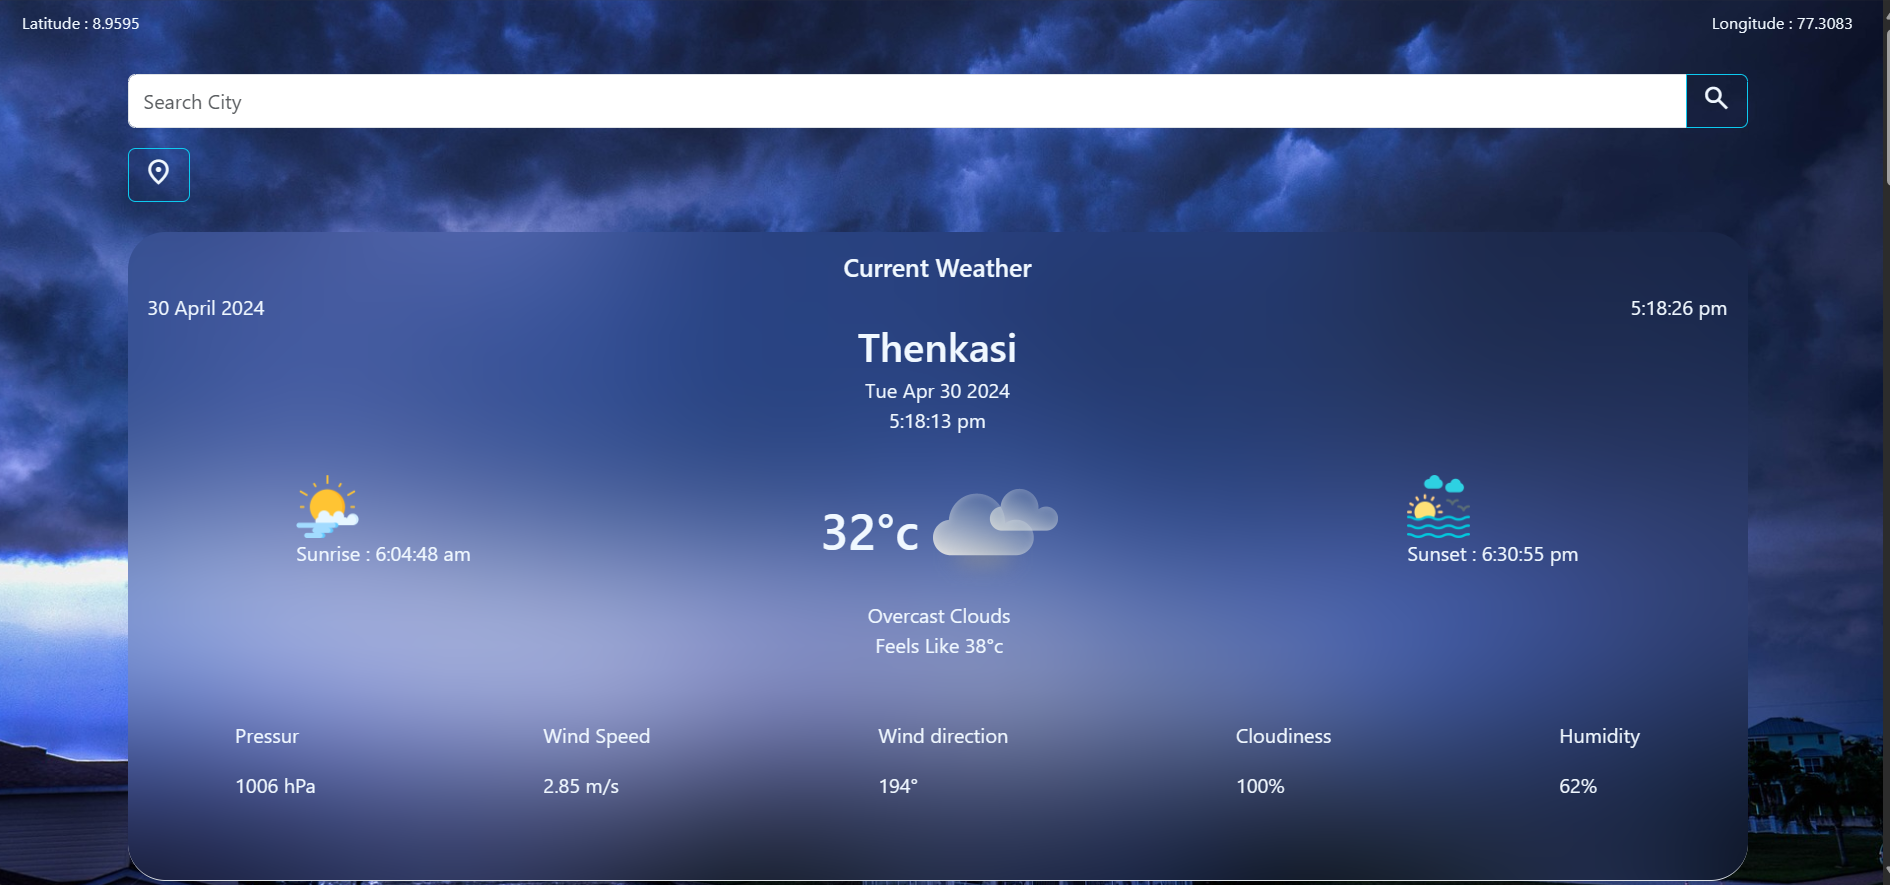 Latitude : 8.9595
Longitude : 77.3083
Search City
Current Weather
30 April 2024
5:18:26 pm
Thenkasi
Tue Apr 30 2024
5:18:13 pm
32°c
Sunrise : 6:04:48 am
Sunset : 6:30:55 pm
Overcast Clouds
Feels Like 38°c
Pressur Wind Speed Wind direction Cloudiness Humidity
1006 hPa 2.85 m/s 194° 100% 62%